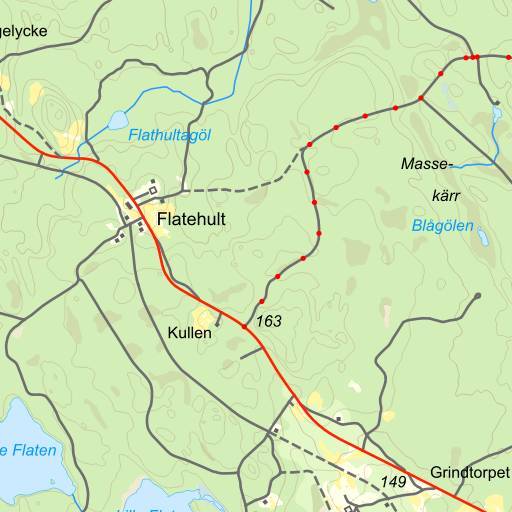 gelycke
Flathultagöl
Masse-
kärr
Flatehult
Blågölen
163
Kullen
e Flaten
149
Grindtorpet